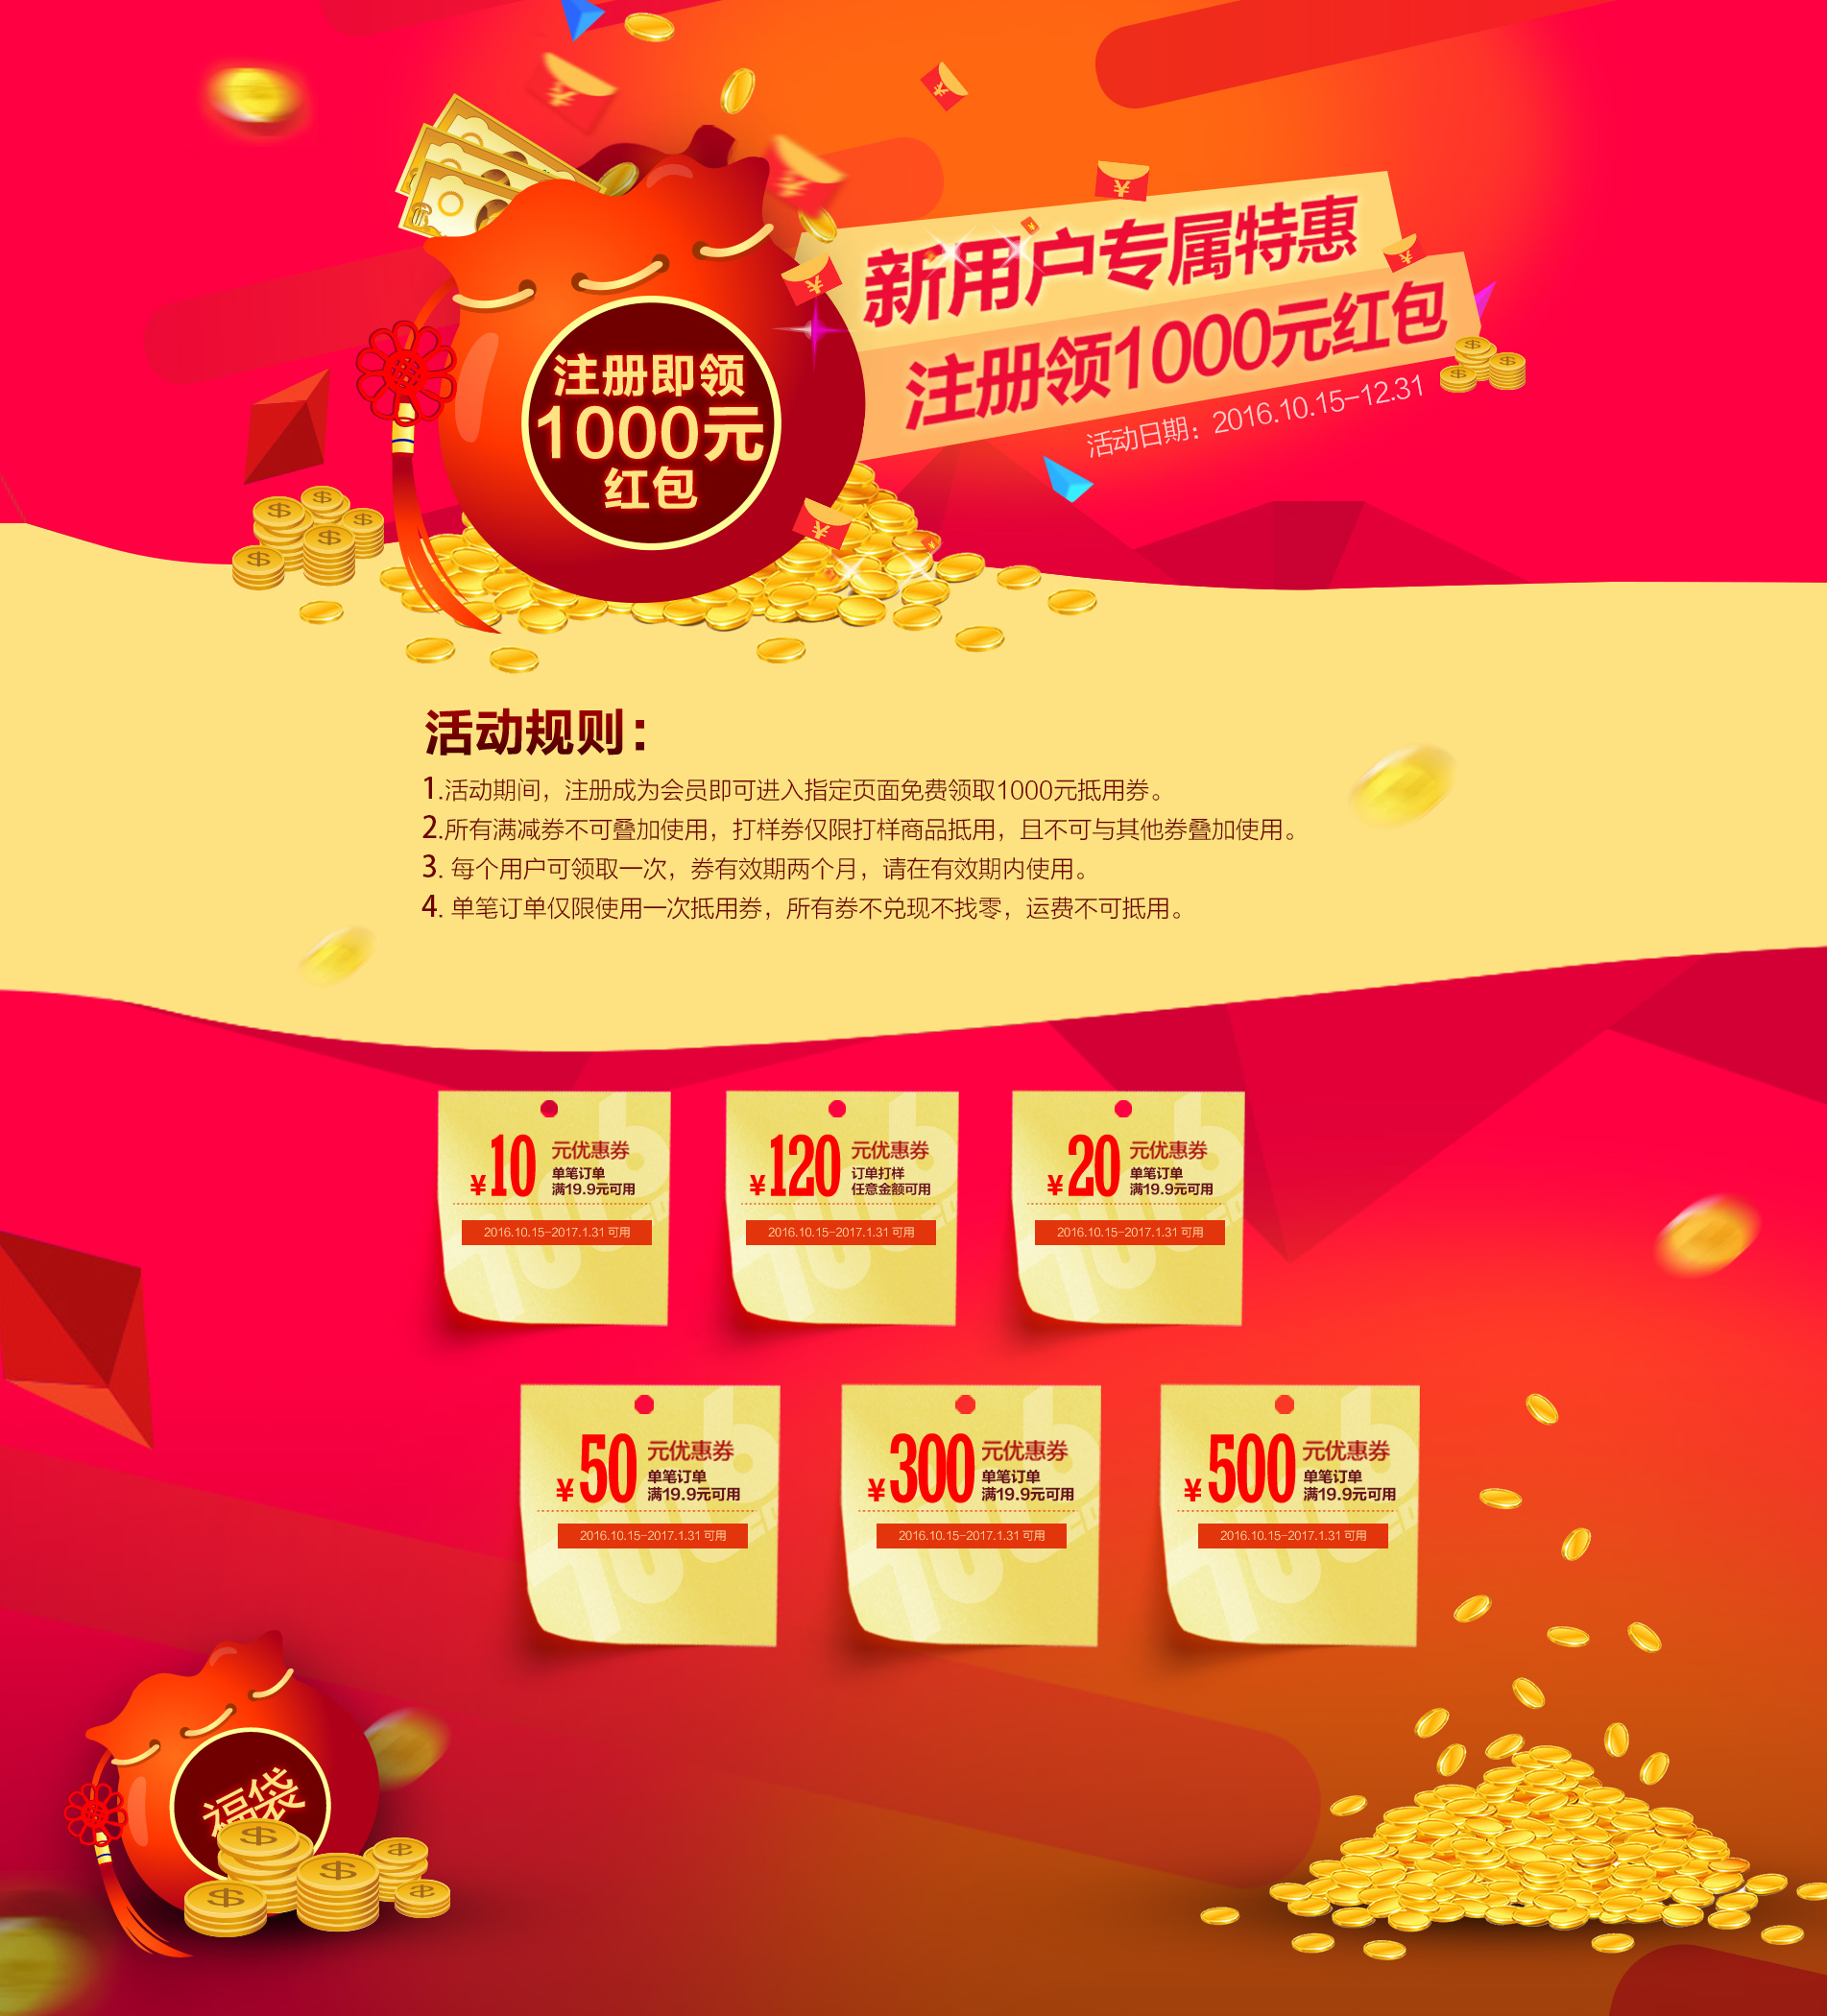 新用户专属特惠
注册领1000元红包
活动日期：2016.10.15-12.31
注册即领
1000元
红包
活动规则：
1.活动期间，注册成为会员即可进入指定页面免费领取1000元抵用券。
2.所有满减券不可叠加使用，打样券仅限打样商品抵用，且不可与其他券叠加使用。
3. 每个用户可领取一次，券有效期两个月，请在有效期内使用。
4. 单笔订单仅限使用一次抵用券，所有券不兑现不找零，运费不可抵用。
¥10 元优惠券
单笔订单
满19.9元可用
2016.10.15-2017.1.31 可用
¥120 元优惠券
订单打样
任意金额可用
2016.10.15-2017.1.31 可用
¥20 元优惠券
单笔订单
满19.9元可用
2016.10.15-2017.1.31 可用
¥50 元优惠券
单笔订单
满19.9元可用
2016.10.15-2017.1.31 可用
¥300 元优惠券
单笔订单
满19.9元可用
2016.10.15-2017.1.31 可用
¥500 元优惠券
单笔订单
满19.9元可用
2016.10.15-2017.1.31 可用
福袋